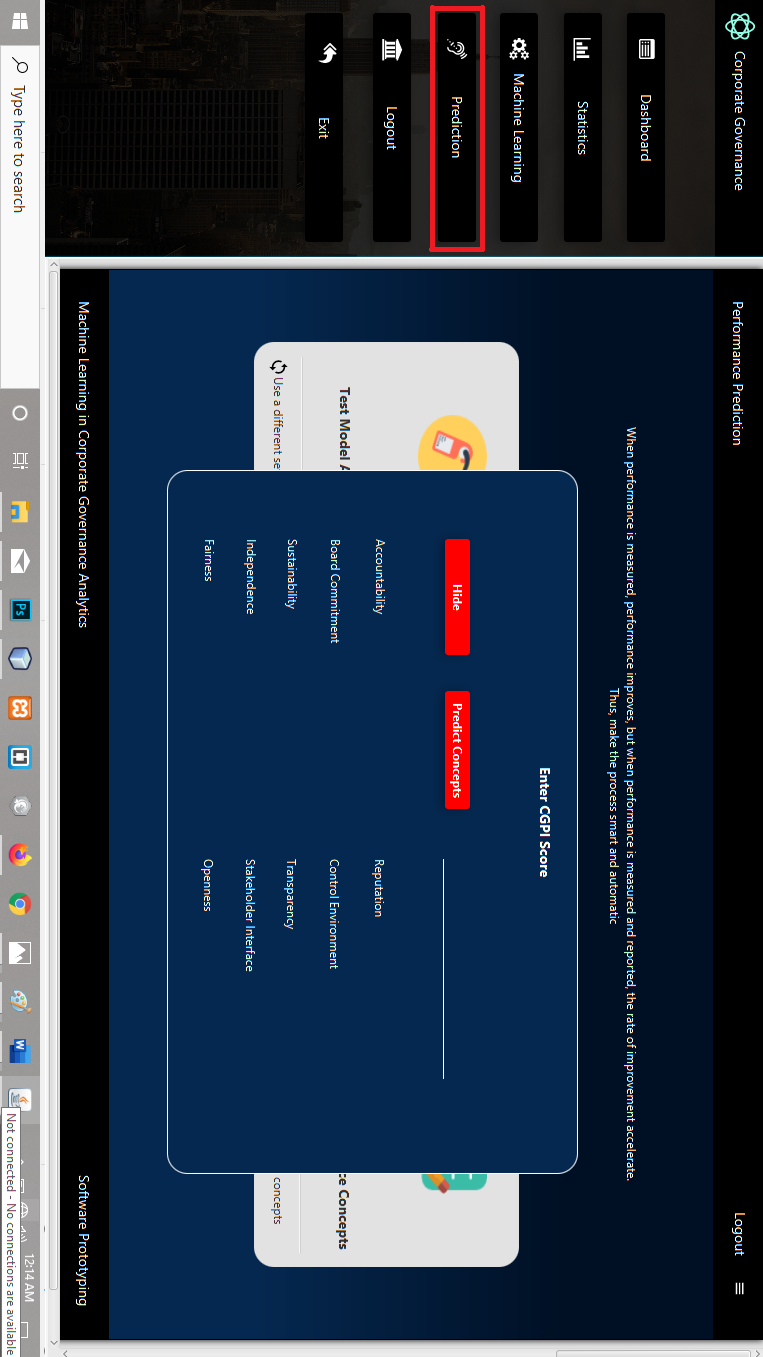 Corporate Governance
Dashboard
Statistics
Machine Learning
Prediction
Logout
Exit
Performance Prediction
Logout
When performance is measured, performance improves, but when performance is measured and reported, the rate of improvement accelerate.
Thus, make the process smart and automatic
Enter CGPI Score
Hide
Predict Concepts
Accountability
Reputation
Board Commitment
Control Environment
Sustainability
Transparency
Independence
Stakeholder Interface
Fairness
Openness
Test Model A
ce Concepts
Use a different se
concepts
Machine Learning in Corporate Governance Analytics
Software Prototyping
Type here to search
Ps
W
12:14 AM
Not connected - No connections are available